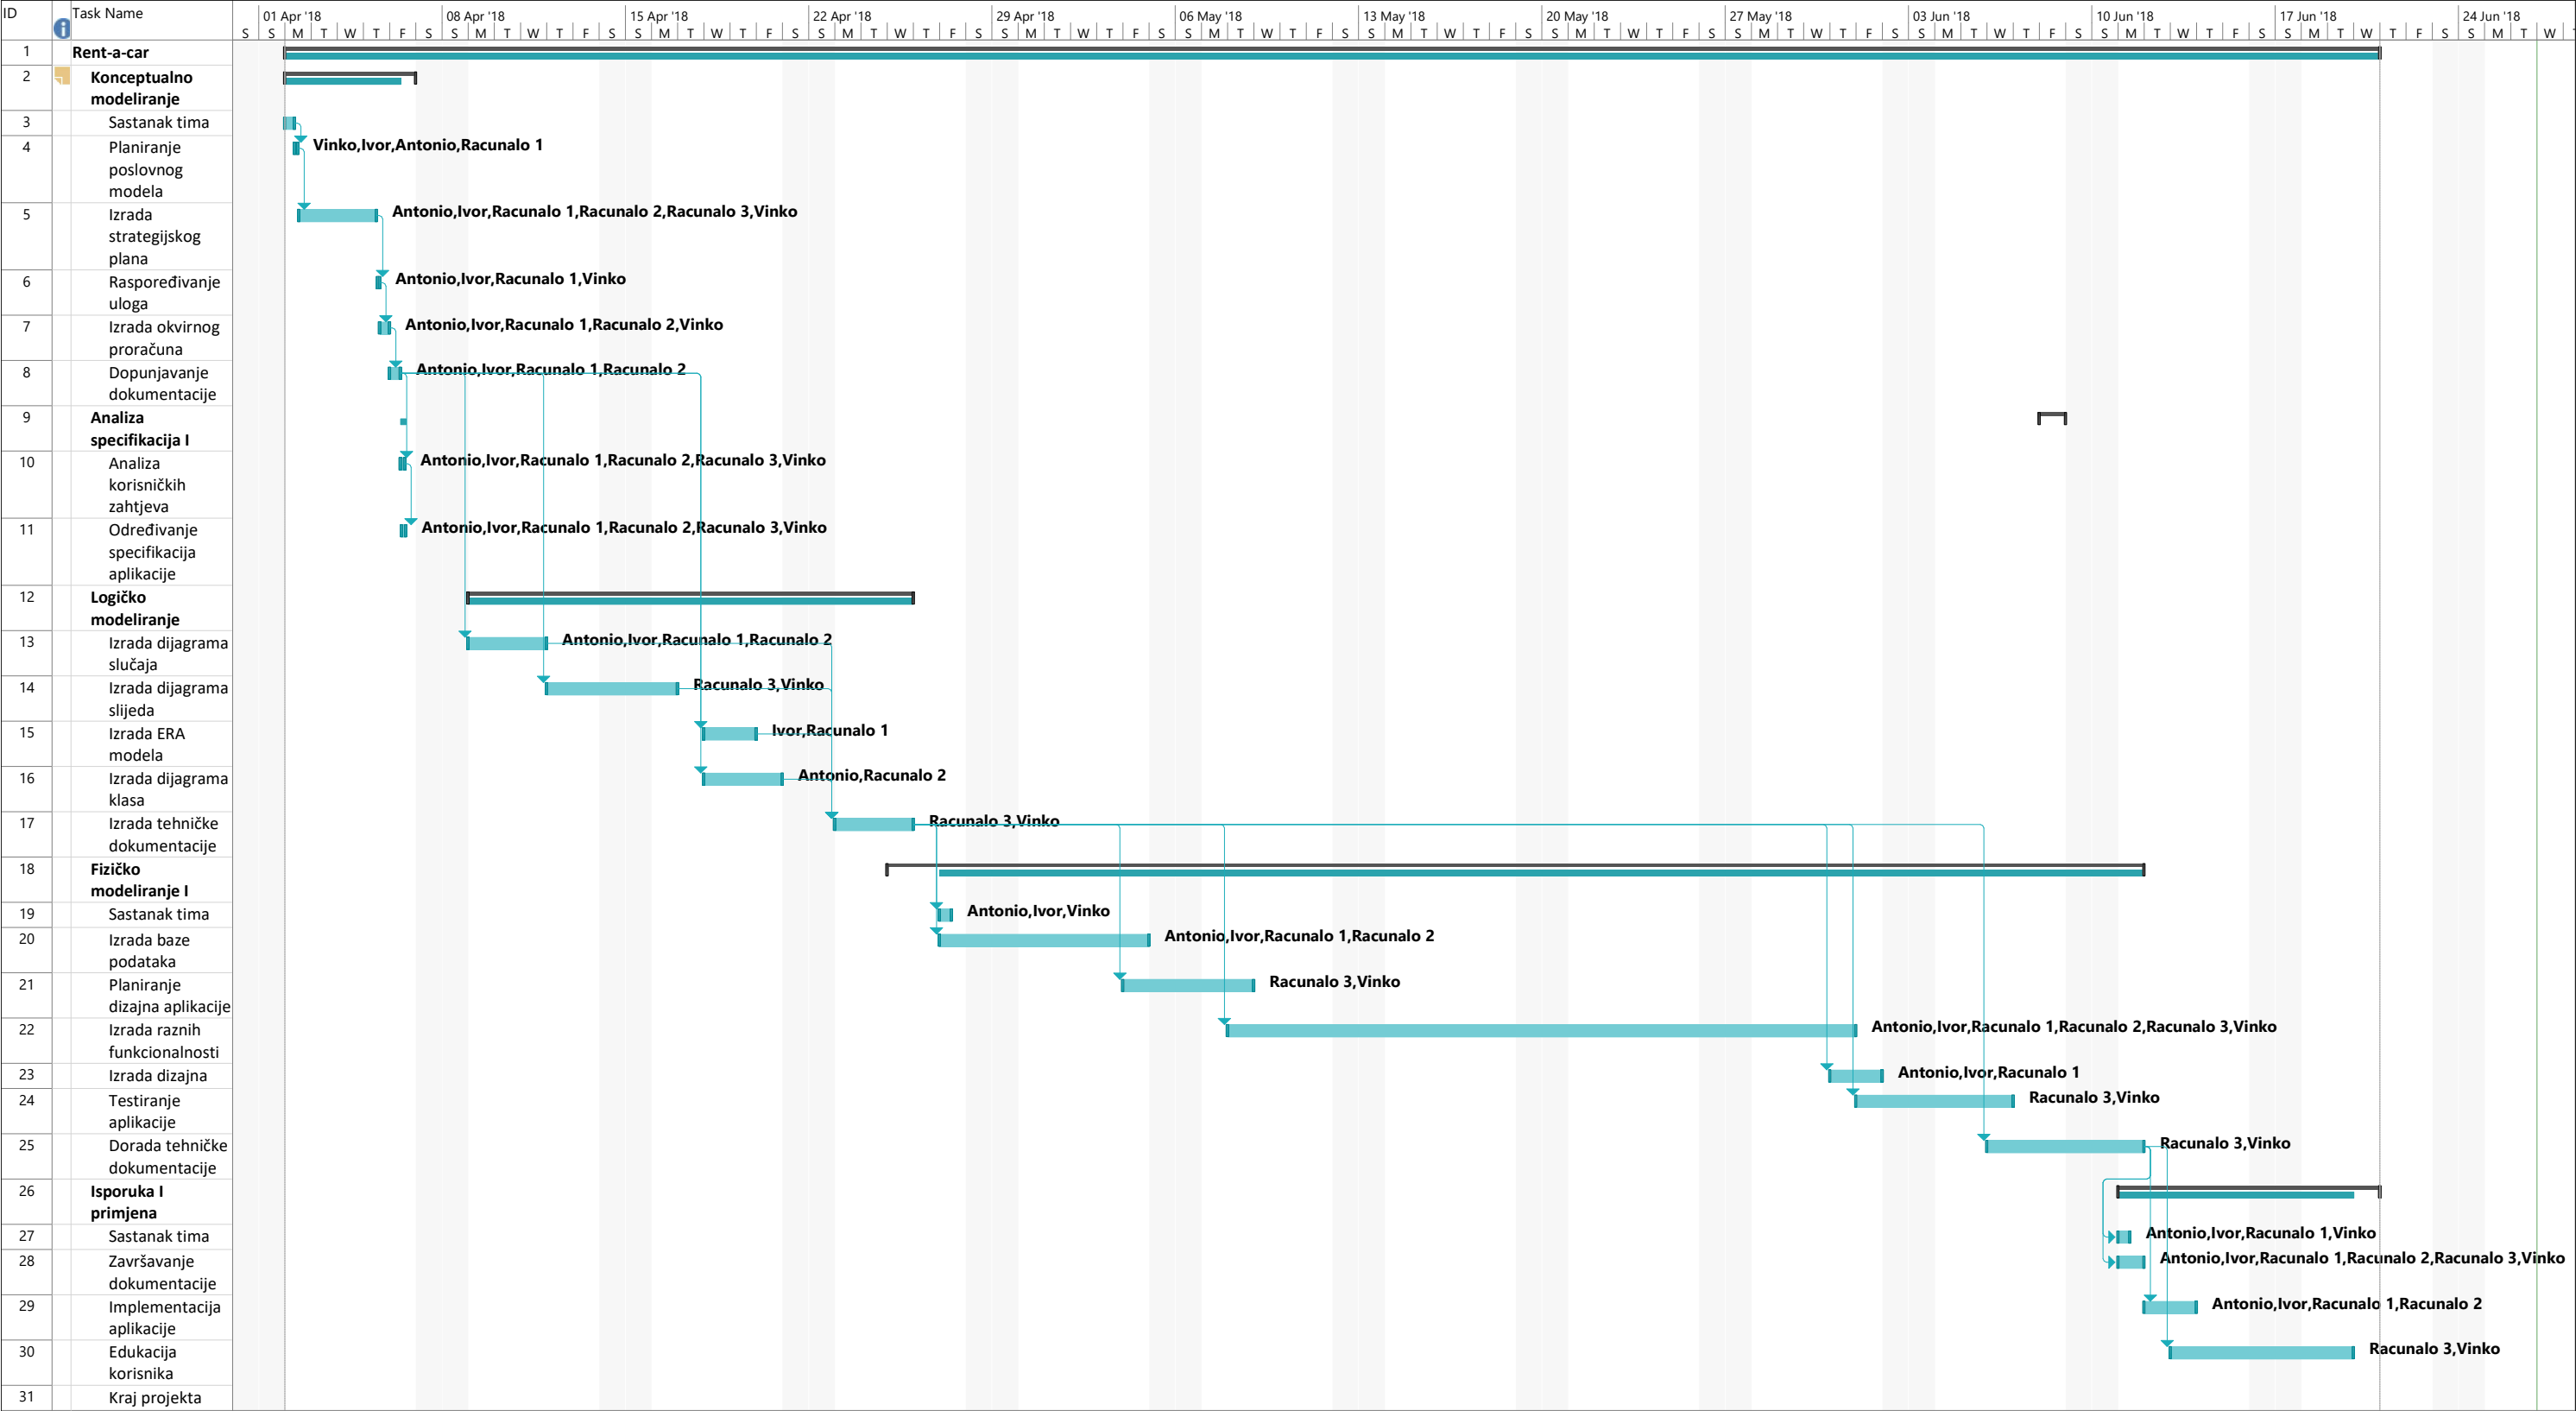 ID Task Name 01 Apr '18 08 Apr '18 15 Apr '18 22 Apr '18 29 Apr '18 06 May '18 13 May '18 20 May '18 27 May '18 03 Jun '18 10 Jun '18 17 Jun '18 24 Jun '18
S S M T W T F S S M T W T F S S M T W T F S S M T W T F S S M T W T F S S M T W T F S S M T W T F S S M T W T F S S M T W T F S S M T W T F S S M T W T F S S M T W T F S S M T W
1 Rent-a-car
2 Konceptualno
modeliranje
3 Sastanak tima
4 Planiranje Vinko,Ivor,Antonio,Racunalo 1
poslovnog
modela
5 Izrada Antonio,Ivor,Racunalo 1,Racunalo 2,Racunalo 3,Vinko
strategijskog
plana
6 Raspoređivanje Antonio,Ivor,Racunalo 1,Vinko
uloga
7 Izrada okvirnog Antonio,Ivor,Racunalo 1,Racunalo 2,Vinko
proračuna
8 Dopunjavanje Antonio,Ivor,Racunalo 1,Racunalo 2
dokumentacije
9 Analiza
specifikacija I
10 Analiza Antonio,Ivor,Racunalo 1,Racunalo 2,Racunalo 3,Vinko
korisničkih
zahtjeva
11 Određivanje Antonio,Ivor,Racunalo 1,Racunalo 2,Racunalo 3,Vinko
specifikacija
aplikacije
12 Logičko
modeliranje
13 Izrada dijagrama Antonio,Ivor,Racunalo 1,Racunalo 2
slučaja
14 Izrada dijagrama Racunalo 3,Vinko
slijeda
15 Izrada ERA Ivor,Racunalo 1
modela
16 Izrada dijagrama Antonio,Racunalo 2
klasa
17 Izrada tehničke Racunalo 3,Vinko
dokumentacije
18 Fizičko
modeliranje I
19 Sastanak tima Antonio,Ivor,Vinko
20 Izrada baze Antonio,Ivor,Racunalo 1,Racunalo 2
podataka
21 Planiranje Racunalo 3,Vinko
dizajna aplikacije
22 Izrada raznih Antonio,Ivor,Racunalo 1,Racunalo 2,Racunalo 3,Vinko
funkcionalnosti
23 Izrada dizajna Antonio,Ivor,Racunalo 1
24 Testiranje Racunalo 3,Vinko
aplikacije
25 Dorada tehničke Racunalo 3,Vinko
dokumentacije
26 Isporuka I
primjena
27 Sastanak tima Antonio,Ivor,Racunalo 1,Vinko
28 Završavanje Antonio,Ivor,Racunalo 1,Racunalo 2,Racunalo 3,Vinko
dokumentacije
29 Implementacija Antonio,Ivor,Racunalo 1,Racunalo 2
aplikacije
30 Edukacija Racunalo 3,Vinko
korisnika
31 Kraj projekta